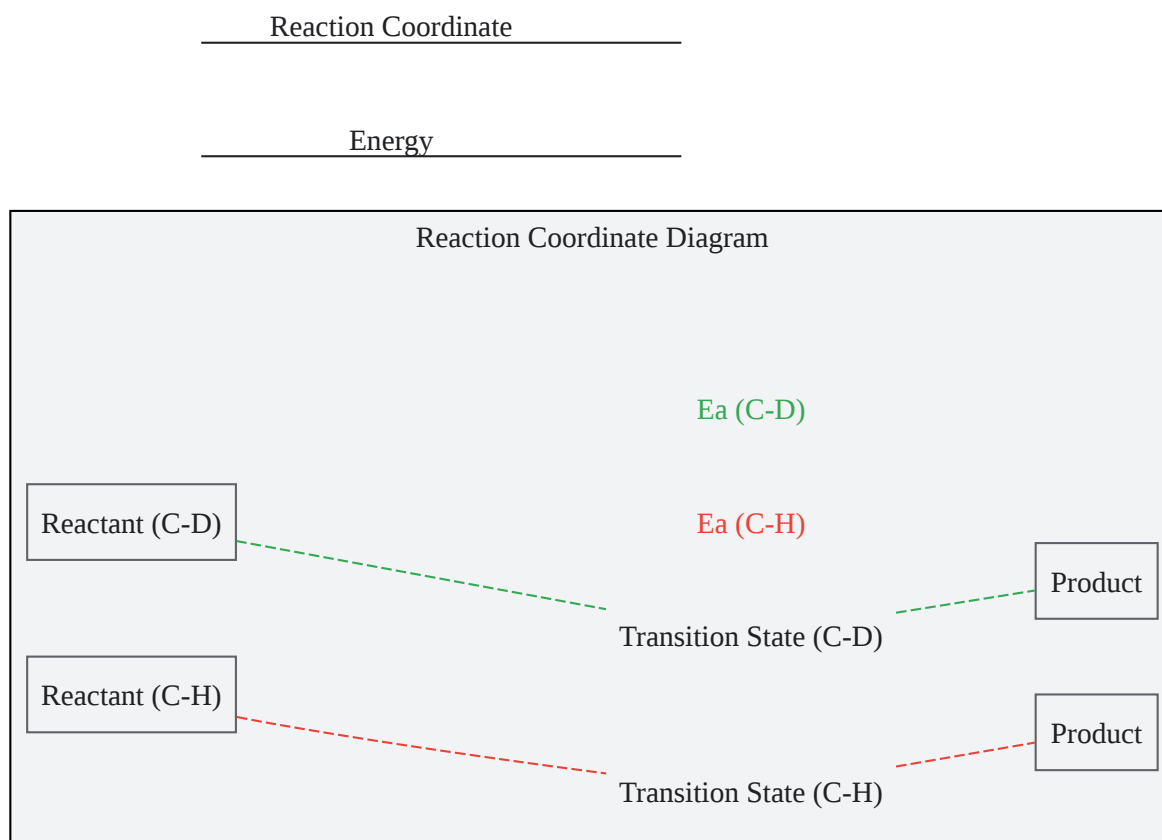 Reaction Coordinate
Energy
Reaction Coordinate Diagram
Ea (C-D)
Reactant (C-D)
Ea (C-H)
Product
Transition State (C-D)
Reactant (C-H)
Product
Transition State (C-H)